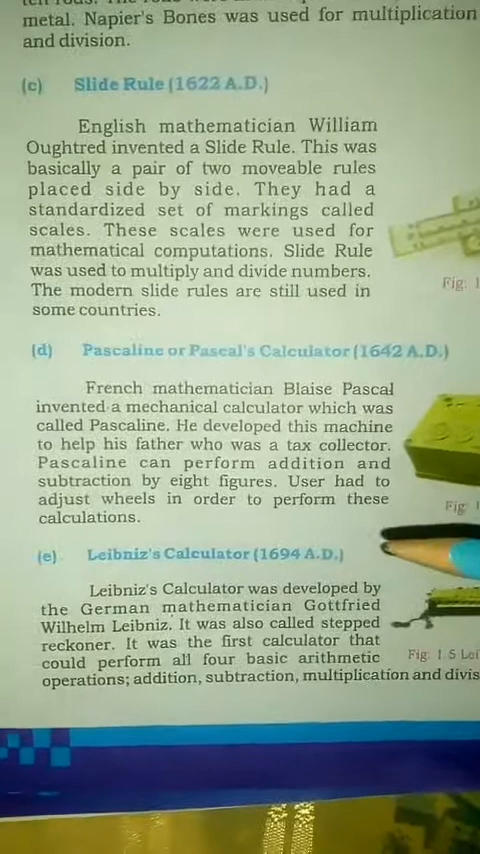 metal. Napier's Bones was used for multiplication
and division.
(c) Slide Rule (1622 A.D.)
English mathematician William
Oughtred invented a Slide Rule. This was
basically a pair of two moveable rules
placed side by side. They had a
standardized set of markings called
scales. These scales were used for
mathematical computations. Slide Rule
was used to multiply and divide numbers.
The modern slide rules are still used in
some countries.
Fig: 1
(d) Pascaline or Pascal's Calculator (1642 A.D.)
French mathematician Blaise Pascal
invented a mechanical calculator which was
called Pascaline. He developed this machine
to help his father who was a tax collector.
Pascaline can perform addition and
subtraction by eight figures. User had to
adjust wheels in order to perform these
calculations.
Fig: 1
(e) Leibniz's Calculator (1694 A.D.)
Leibniz's Calculator was developed by
the German mathematician Gottfried
Wilhelm Leibniz. It was also called stepped
reckoner. It was the first calculator that
could perform all four basic arithmetic
Fig: 1.5 Lei
operations; addition, subtraction, multiplication and divis